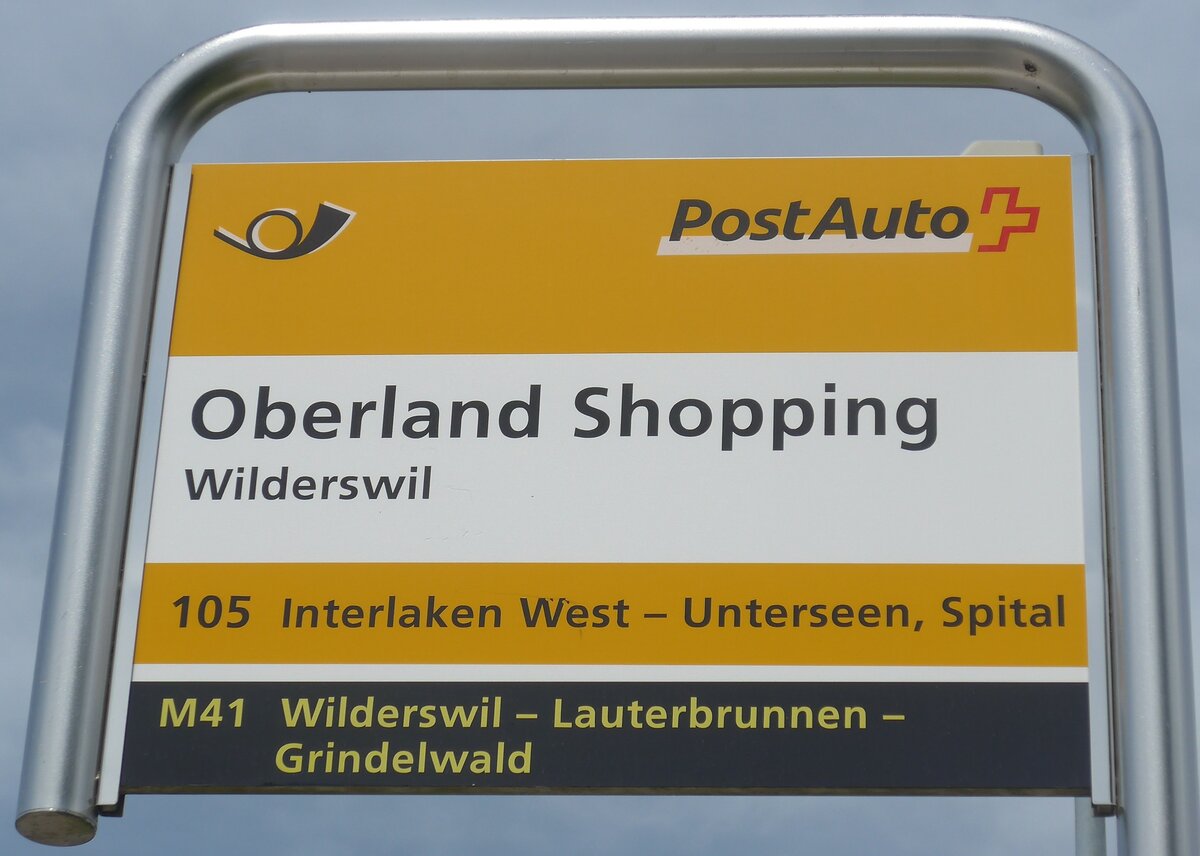 PostAuto
Oberland Shopping
Wilderswil
105 Interlaken West – Unterseen, Spital
M41 Wilderswil – Lauterbrunnen –
Grindelwald